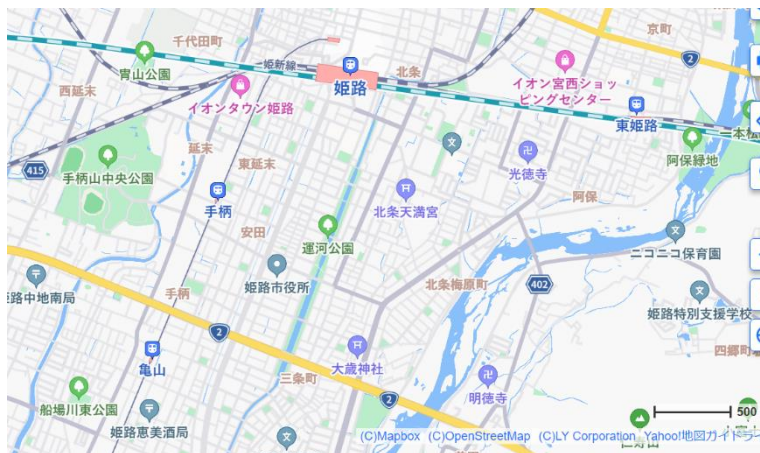 京町
千代田町
2
冑山公園
姫新線
北条
イオン宮西ショッ
ピングセンター
姫路
西延末
イオンタウン姫路
東姫路
一本松
延末
東延末
光徳寺
阿保緑地
415
手柄山中央公園
手柄
北条天満宮
阿保
安田
運河公園
ニコニコ保育園
姫路市役所
402
姫路中地南局
手柄
北条梅原町
姫路特別支援学校
2
亀山
大歳神社
四郷町
三条町
明徳寺
船場川東公園
2
500
姫路恵美酒局
(C)Mapbox (C)OpenStreetMap (C)LY Corporation Yahoo!地図ガイドライ